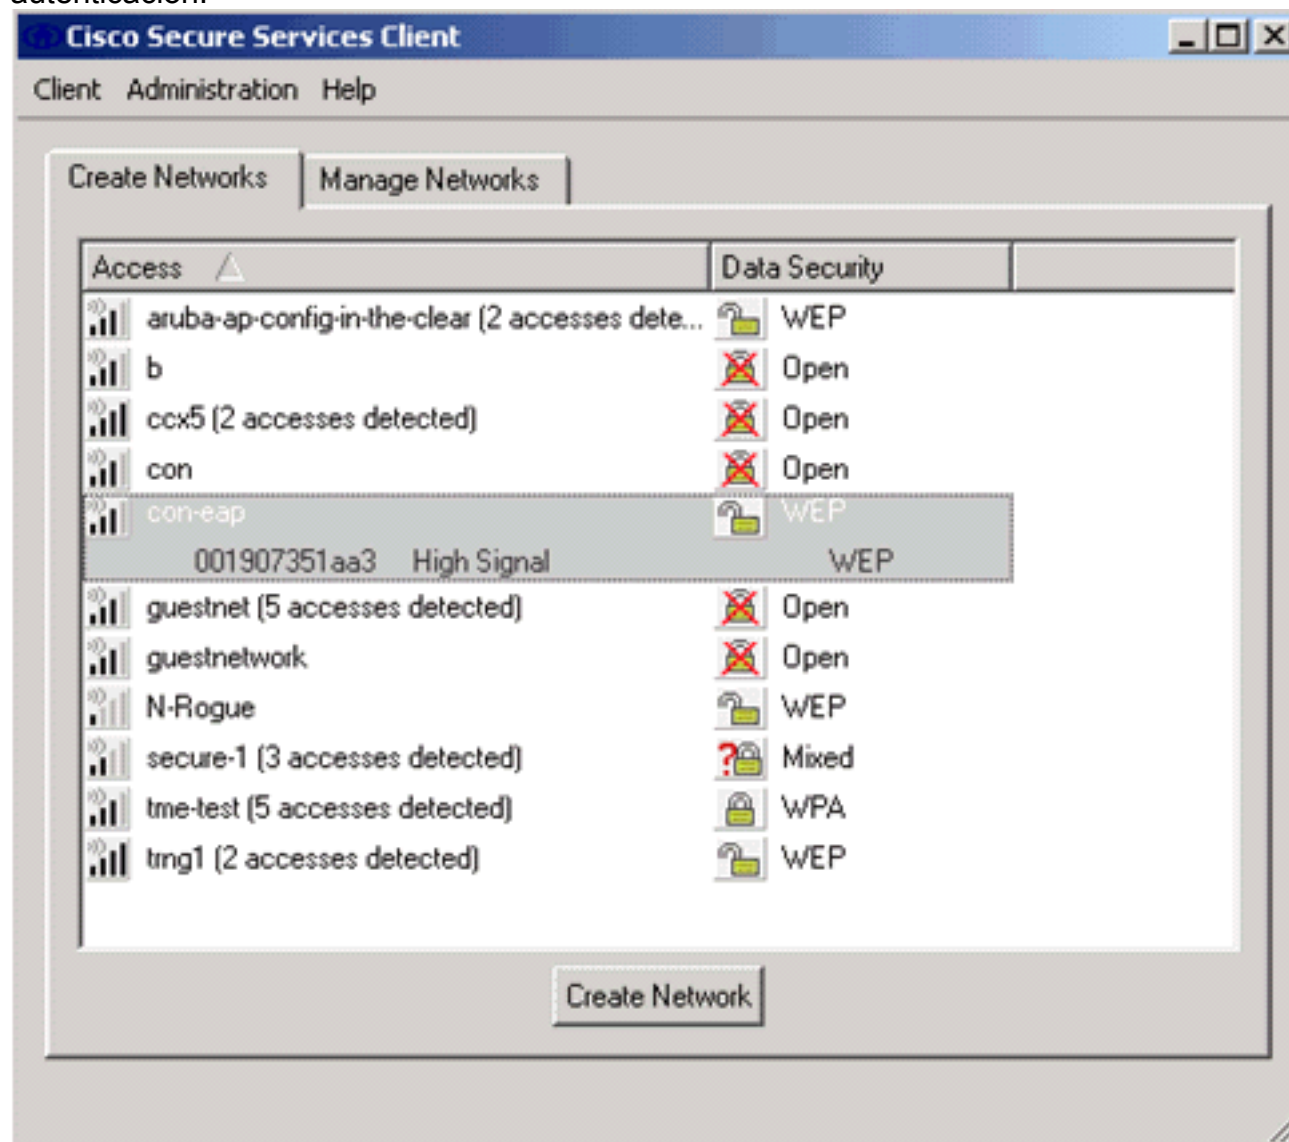 autenticación.
Cisco Secure Services Client
Client Administration Help
Create Networks Manage Networks
Access Data Security
aruba-ap-config-in-the-clear (2 accesses dete... WEP
b Open
ccx5 (2 accesses detected) Open
con Open
con-eap WEP
001907351aa3 High Signal WEP
guestnet (5 accesses detected) Open
guestnetwork Open
N-Rogue WEP
secure-1 (3 accesses detected) Mixed
tme-test (5 accesses detected) WPA
trng1 (2 accesses detected) WEP
Create Network